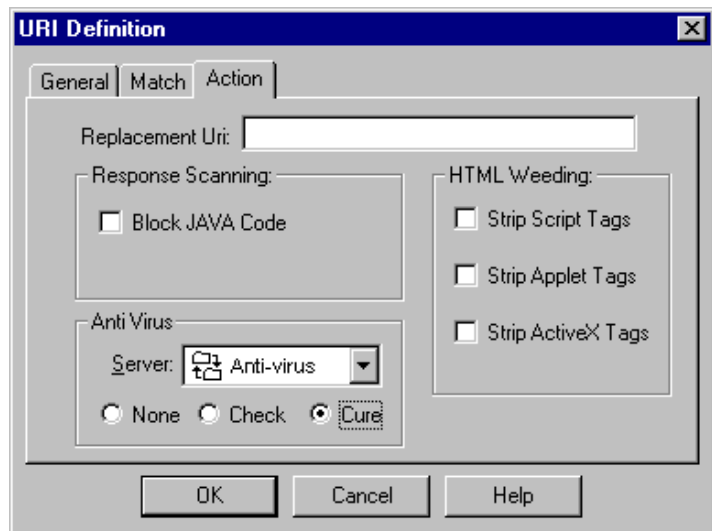 URI Definition
General Match Action
Replacement Uri:
Response Scanning:
Block JAVA Code
HTML Weeding:
Strip Script Tags
Strip Applet Tags
Strip ActiveX Tags
Anti Virus
Server: Anti-virus
None Check Cure
OK Cancel Help